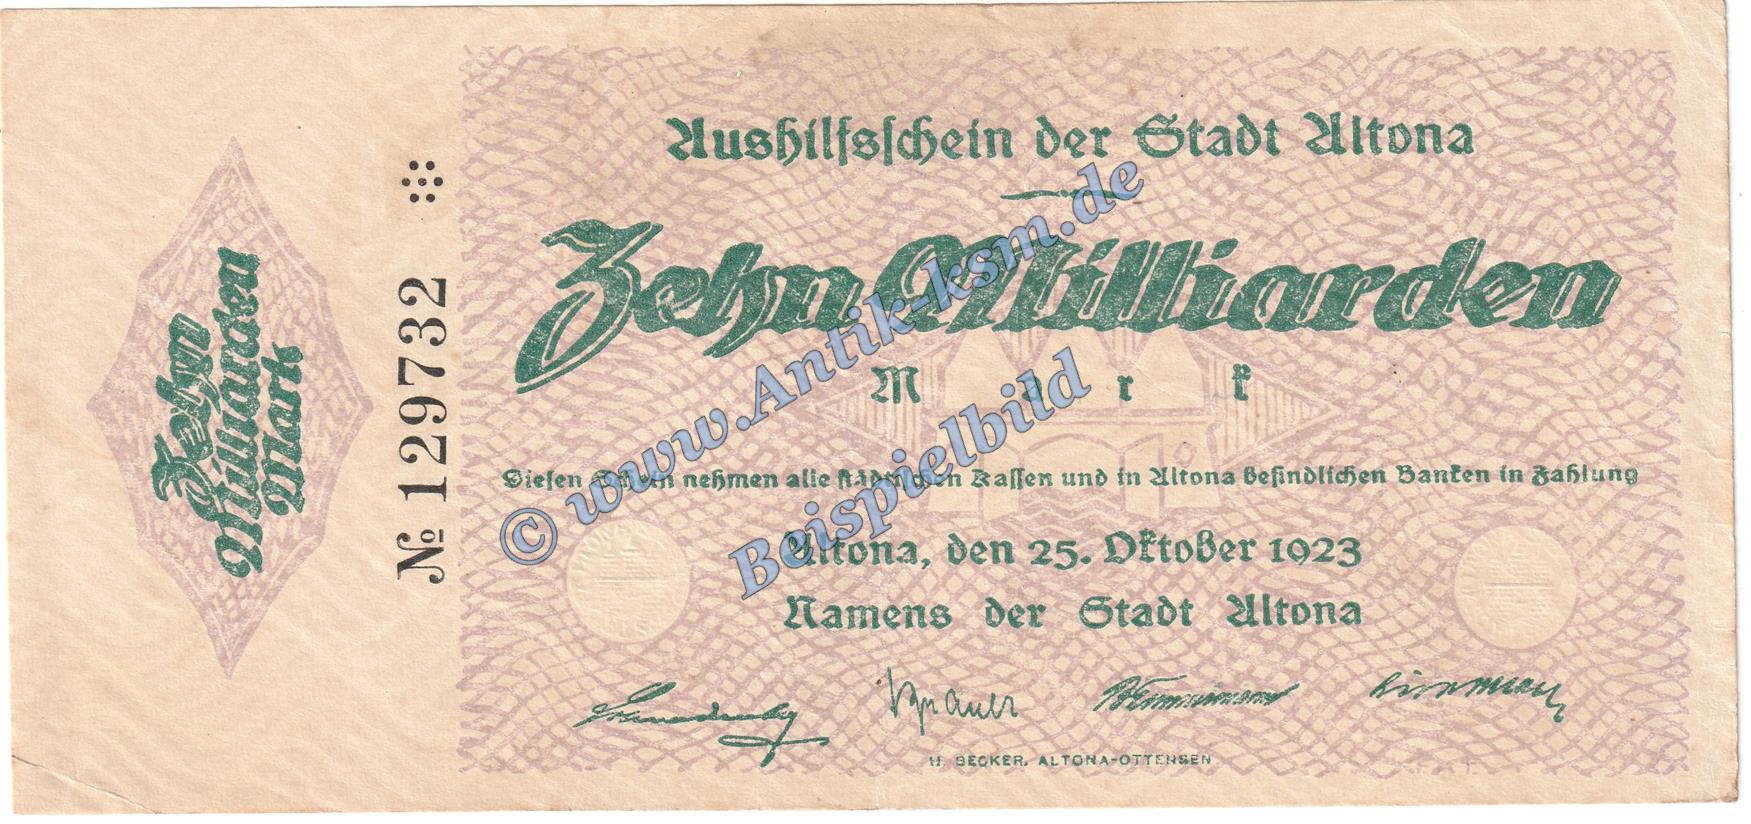 Zehn
Milliarden
Mark
№ 129732
Aushilfsschein der Stadt Altona
Zehn Milliarden
Mark
Diesen Schein nehmen alle städtischen Kassen und in Altona befindlichen Banken in Zahlung
Altona, den 25. Oktober 1923
Namens der Stadt Altona
H. BECKER, ALTONA-OTTENSEN
© www.Antik-ksm.de
Beispielbild